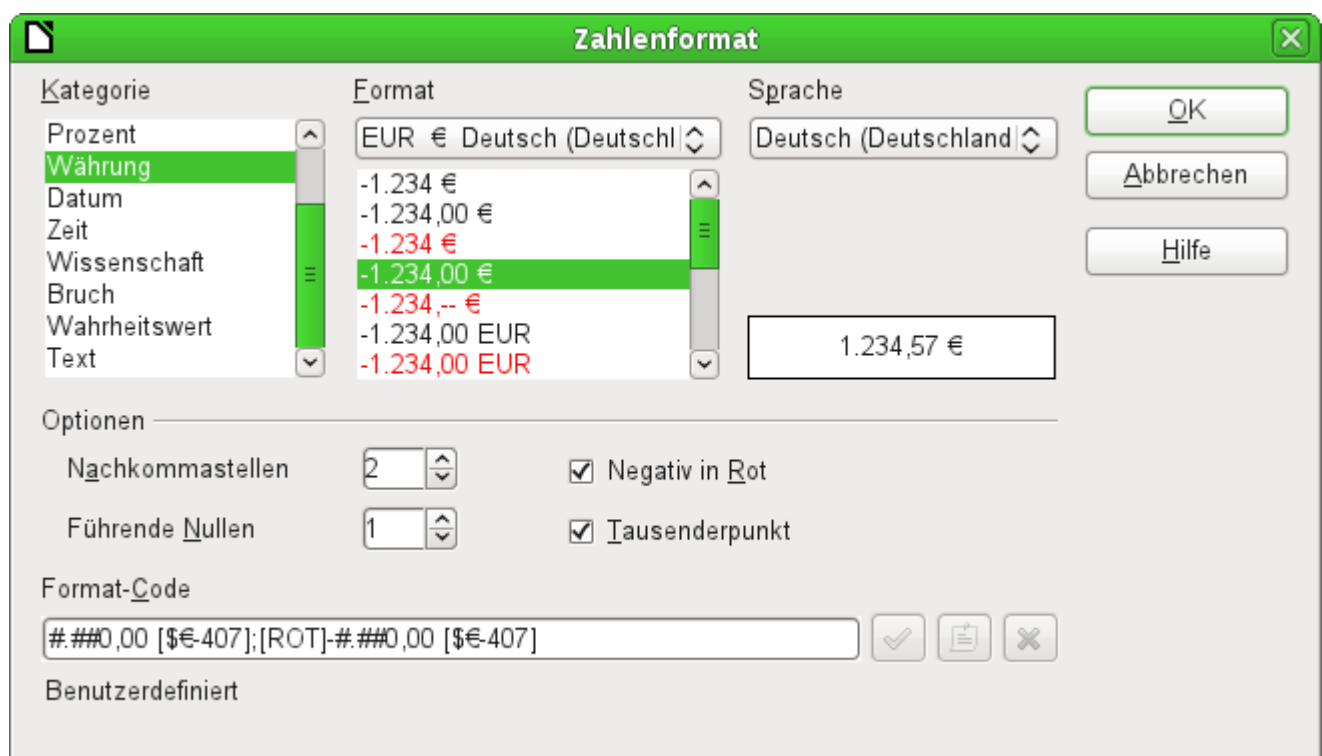 Zahlenformat
Kategorie
Prozent
Währung
Datum
Zeit
Wissenschaft
Bruch
Wahrheitswert
Text
Format
EUR € Deutsch (Deutschl
-1.234 €
-1.234,00 €
-1.234 €
-1.234,00 €
-1.234,-- €
-1.234,00 EUR
-1.234,00 EUR
Sprache
Deutsch (Deutschland
1.234,57 €
OK
Abbrechen
Hilfe
Optionen
Nachkommastellen 2
Negativ in Rot
Führende Nullen 1
Tausenderpunkt
Format-Code
#.##0,00 [$€-407];[ROT]-#.##0,00 [$€-407]
Benutzerdefiniert